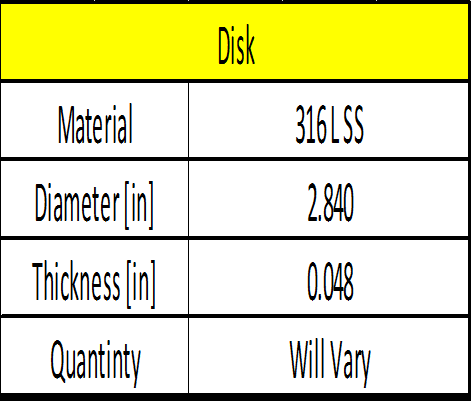 Disk
Material 316 L SS
Diameter [in] 2.840
Thickness [in] 0.048
Quantinty Will Vary